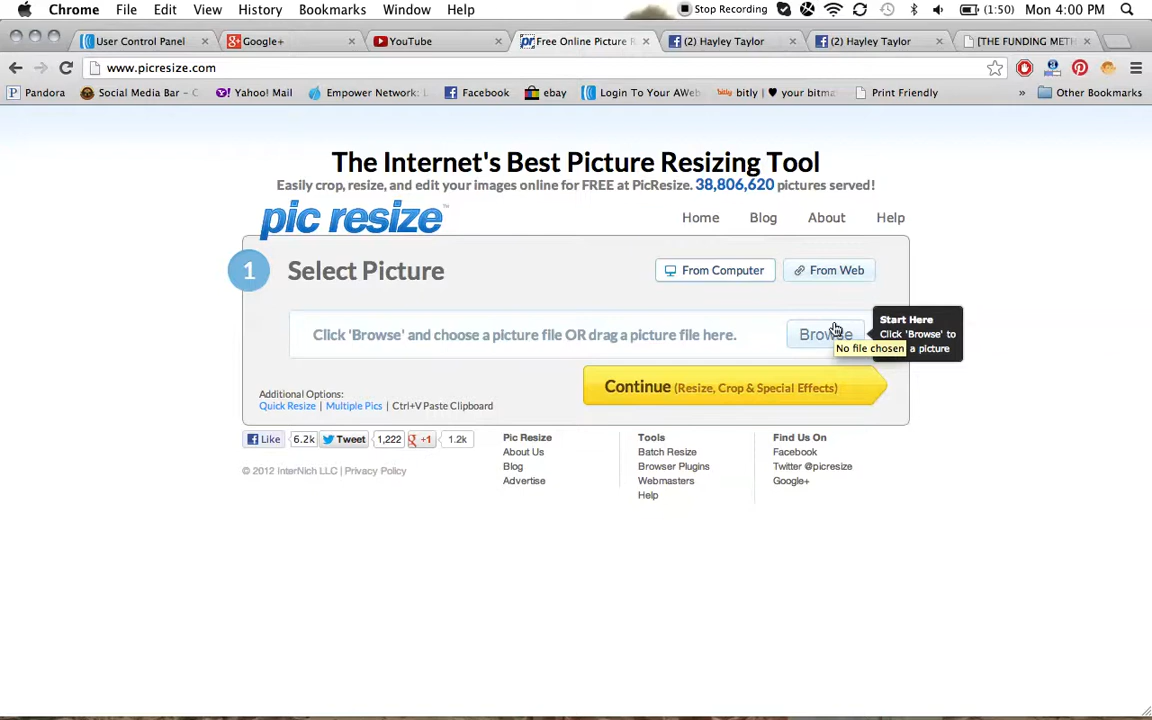 Chrome File Edit View History Bookmarks Window Help Stop Recording (1:50) Mon 4:00 PM
User Control Panel Google+ YouTube Free Online Picture R (2) Hayley Taylor (2) Hayley Taylor [THE FUNDING METH
www.picresize.com
Pandora Social Media Bar - C Yahoo! Mail Empower Network: L Facebook ebay Login To Your AWeb bitly | ♥ your bitm Print Friendly » Other Bookmarks
The Internet's Best Picture Resizing Tool
Easily crop, resize, and edit your images online for FREE at PicResize. 38,806,620 pictures served!
pic resize™ Home Blog About Help
1 Select Picture From Computer From Web
Start Here
Click 'Browse' and choose a picture file OR drag a picture file here. Browse Click 'Browse' to
No file chosen a picture
Continue (Resize, Crop & Special Effects)
Additional Options:
Quick Resize | Multiple Pics | Ctrl+V Paste Clipboard
Like 6.2k Tweet 1,222 +1 1.2k
© 2012 InterNich LLC | Privacy Policy
Pic Resize
About Us
Blog
Advertise
Tools
Batch Resize
Browser Plugins
Webmasters
Help
Find Us On
Facebook
Twitter @picresize
Google+